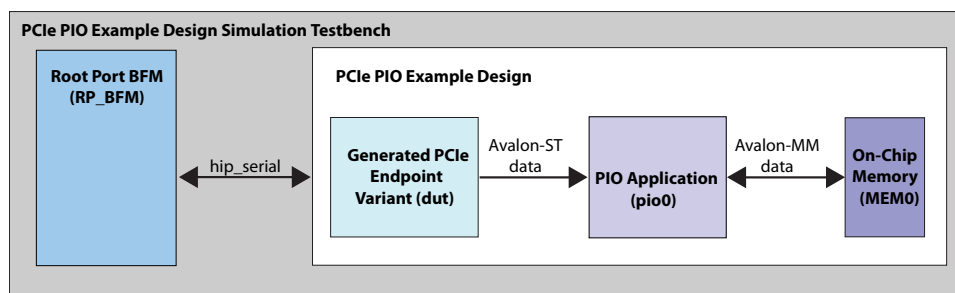 PCIe PIO Example Design Simulation Testbench
Root Port BFM
(RP_BFM)
hip_serial
PCIe PIO Example Design
Generated PCIe
Endpoint
Variant (dut)
Avalon-ST
data
PIO Application
(pio0)
Avalon-MM
data
On-Chip
Memory
(MEM0)